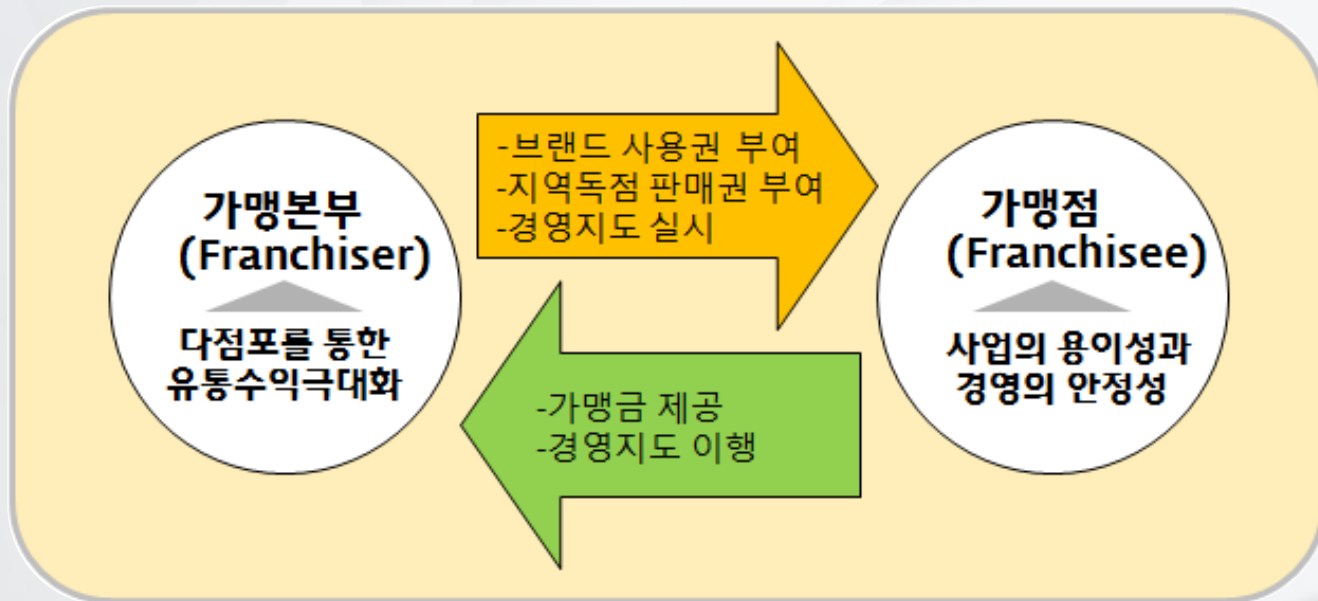 가맹본부
(Franchiser)
다점포를 통한
유통수익극대화
-브랜드 사용권 부여
-지역독점 판매권 부여
-경영지도 실시
-가맹금 제공
-경영지도 이행
가맹점
(Franchisee)
사업의 용이성과
경영의 안정성